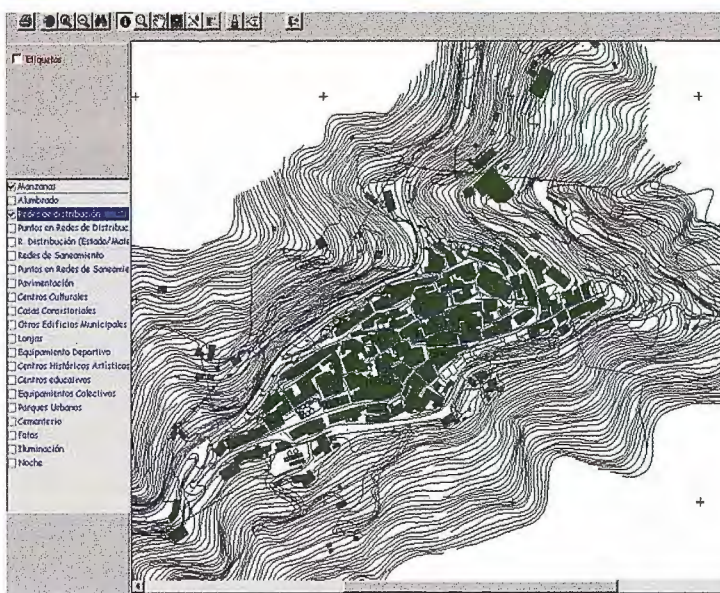 Etiquetas
Manzanas
Alumbrado
Redes de distribución
Puntos en Redes de Distribuc
R. Distribución (Estado/Mate
Redes de Saneamiento
Puntos en Redes de Saneamie
Pavimentación
Centros Culturales
Casas Consistoriales
Otros Edificios Municipales
Lonjas
Equipamiento Deportivo
Centros Históricos Artísticos
Centros educativos
Equipamientos Colectivos
Parques Urbanos
Cementerio
Fotos
Iluminación
Noche